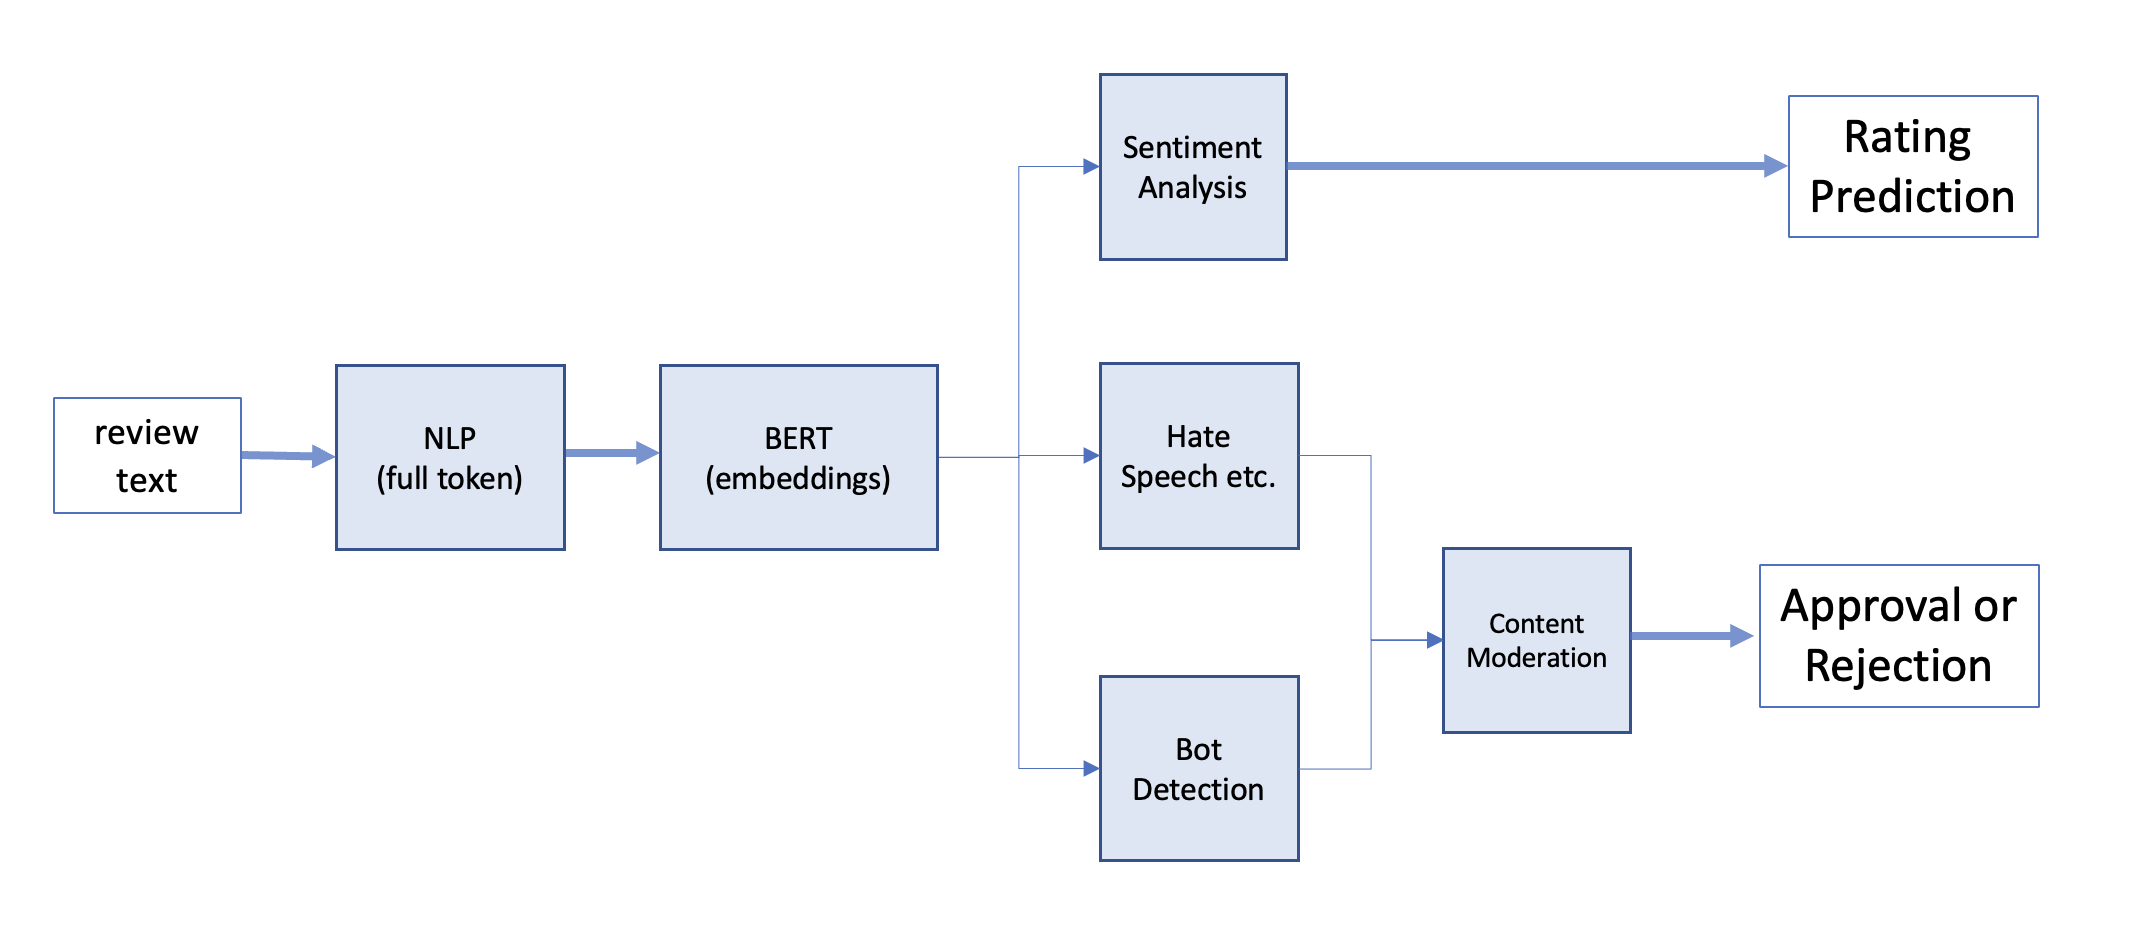 review
text
NLP
(full token)
BERT
(embeddings)
Sentiment
Analysis
Rating
Prediction
Hate
Speech etc.
Bot
Detection
Content
Moderation
Approval or
Rejection